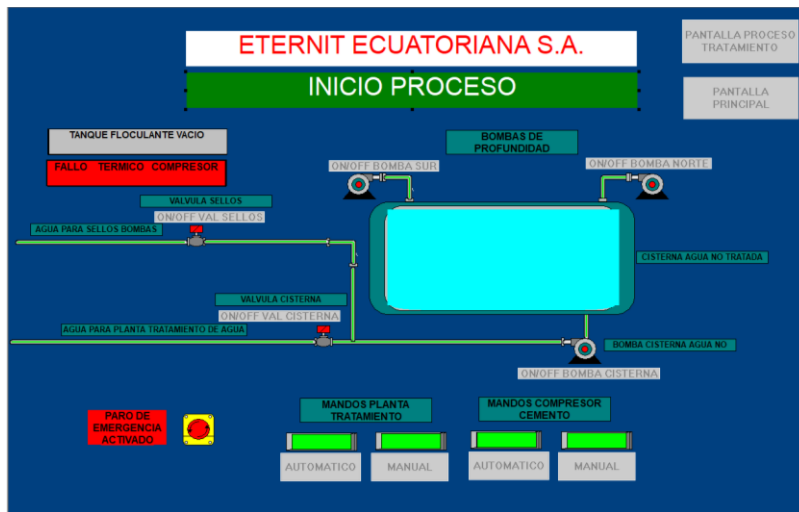 ETERNIT ECUATORIANA S.A.
INICIO PROCESO
PANTALLA PROCESO
TRATAMIENTO
PANTALLA
PRINCIPAL
TANQUE FLOCULANTE VACIO
FALLO TERMICO COMPRESOR
BOMBAS DE
PROFUNDIDAD
ON/OFF BOMBA SUR
ON/OFF BOMBA NORTE
VALVULA SELLOS
ON/OFF VAL SELLOS
AGUA PARA SELLOS BOMBAS
CISTERNA AGUA NO TRATADA
VALVULA CISTERNA
ON/OFF VAL CISTERNA
AGUA PARA PLANTA TRATAMIENTO DE AGUA
BOMBA CISTERNA AGUA NO
ON/OFF BOMBA CISTERNA
MANDOS PLANTA
TRATAMIENTO
MANDOS COMPRESOR
CEMENTO
PARO DE
EMERGENCIA
ACTIVADO
AUTOMATICO
MANUAL
AUTOMATICO
MANUAL